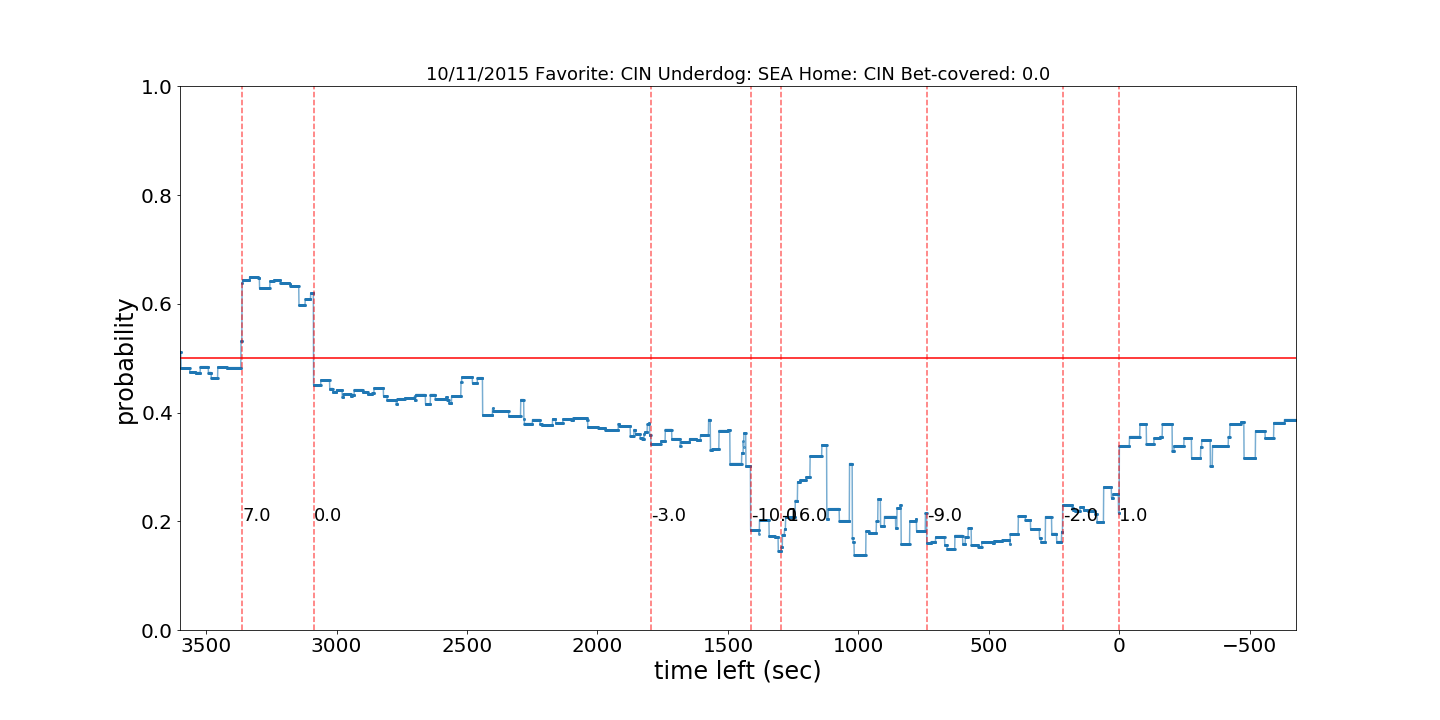 10/11/2015 Favorite: CIN Underdog: SEA Home: CIN Bet-covered: 0.0
probability
1.0
0.8
0.6
0.4
0.2
0.0
7.0 0.0 -3.0 -10.0 -16.0 -9.0 -2.0 1.0
3500 3000 2500 2000 1500 1000 500 0 −500
time left (sec)